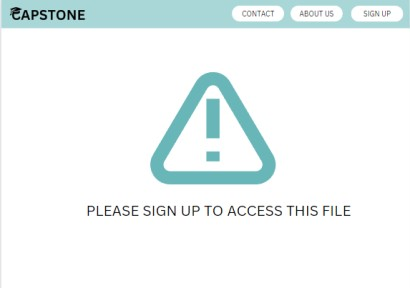 CAPSTONE
CONTACT
ABOUT US
SIGN UP
PLEASE SIGN UP TO ACCESS THIS FILE